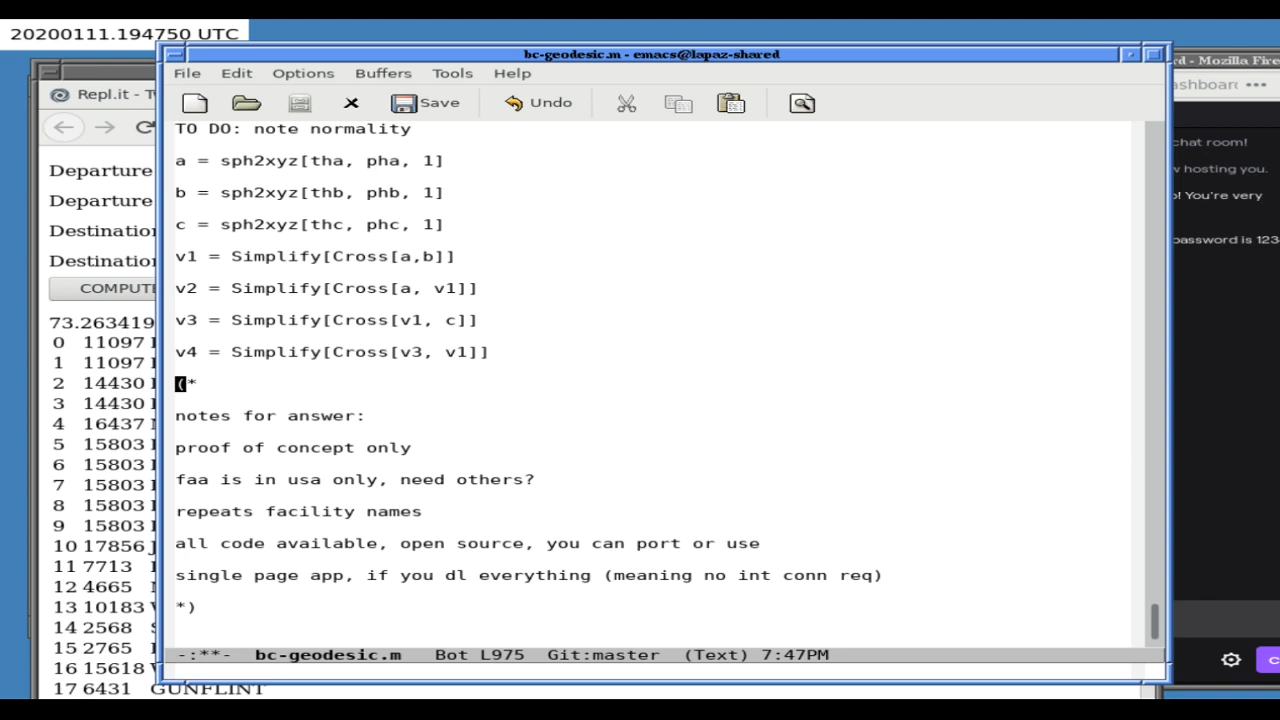 20200111.194750 UTC
bc-geodesic.m - emacs@lapaz-shared
rd - Mozilla Fire
File Edit Options Buffers Tools Help
Repl.it - T
ashboard
Save Undo
TO DO: note normality
chat room!
a = sph2xyz[tha, pha, 1]
Departure
w hosting you.
b = sph2xyz[thb, phb, 1]
Departure
o! You're very
c = sph2xyz[thc, phc, 1]
Destination
password is 123
v1 = Simplify[Cross[a,b]]
Destination
v2 = Simplify[Cross[a, v1]]
COMPUTE
v3 = Simplify[Cross[v1, c]]
73.263419
v4 = Simplify[Cross[v3, v1]]
0 11097
1 11097
(*
2 14430
3 14430
notes for answer:
4 16437
5 15803
proof of concept only
6 15803
faa is in usa only, need others?
7 15803
8 15803
repeats facility names
9 15803
all code available, open source, you can port or use
10 17856 J
11 7713
single page app, if you dl everything (meaning no int conn req)
12 4665
*)
13 10183
14 2568
15 2765
-:**- bc-geodesic.m Bot L975 Git:master (Text) 7:47PM
16 15618
17 6431 GUNFLINT